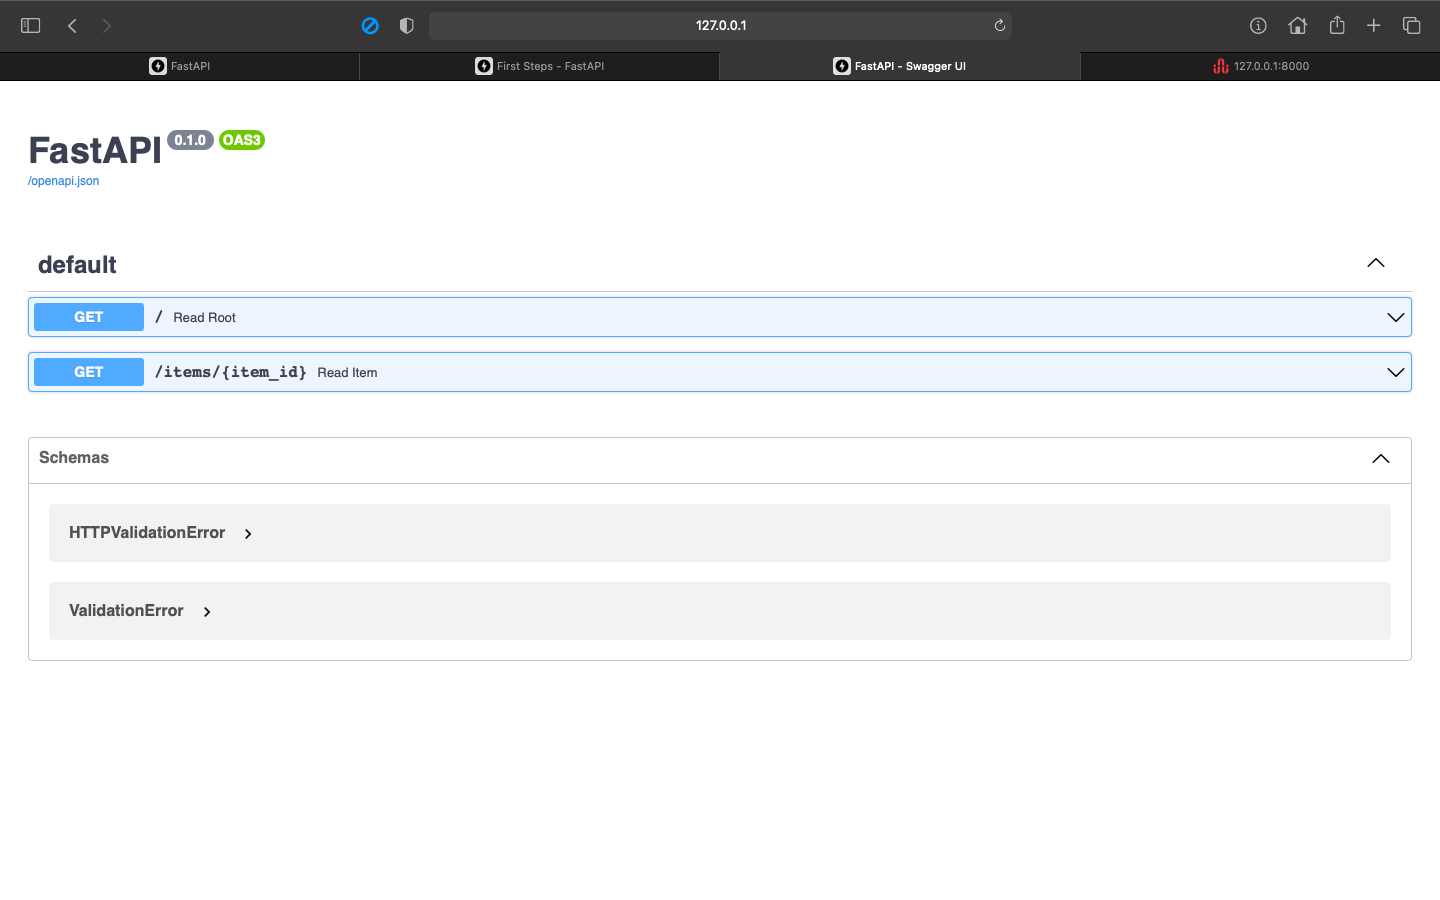 127.0.0.1
FastAPI
First Steps - FastAPI
FastAPI - Swagger UI
127.0.0.1:8000
FastAPI 0.1.0 OAS3
/openapi.json
default
GET / Read Root
GET /items/{item_id} Read Item
Schemas
HTTPValidationError
ValidationError